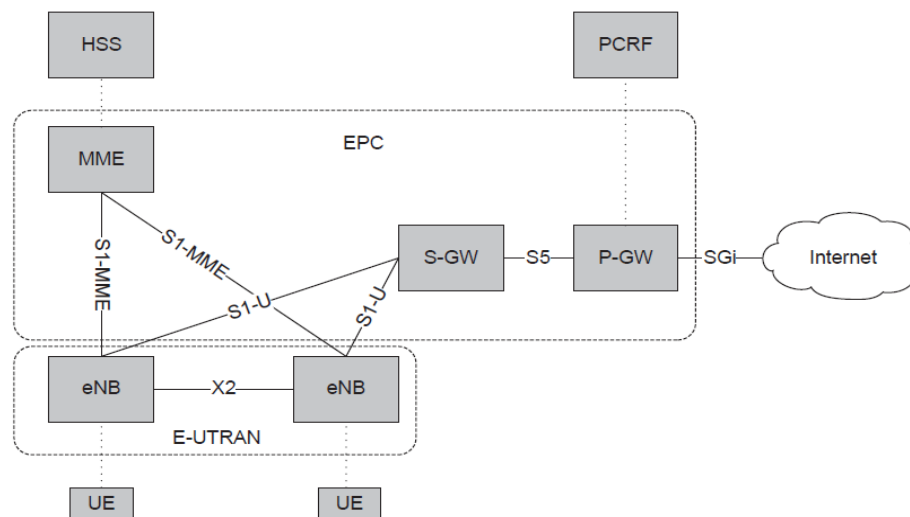 HSS
PCRF
EPC
MME
S1-MME
S1-MME
S-GW
S5
P-GW
SGi
Internet
S1-U
S1-U
eNB
X2
eNB
E-UTRAN
UE
UE